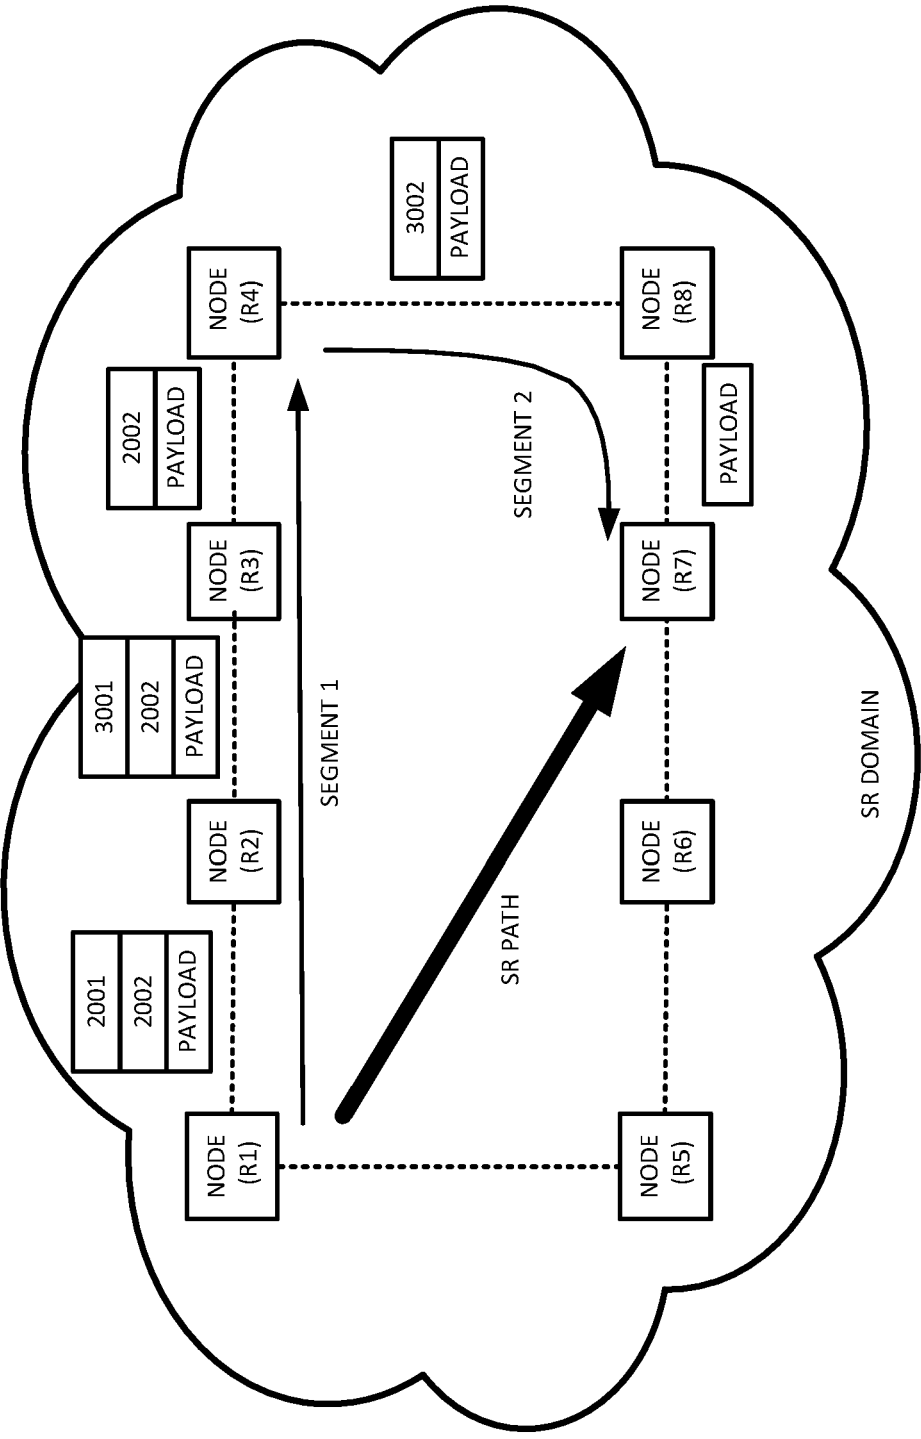 2001
2002
PAYLOAD
3001
2002
PAYLOAD
2002
PAYLOAD
NODE
(R1)
NODE
(R2)
NODE
(R3)
NODE
(R4)
SEGMENT 1
3002
PAYLOAD
SR PATH
SEGMENT 2
NODE
(R5)
NODE
(R6)
NODE
(R7)
NODE
(R8)
PAYLOAD
SR DOMAIN